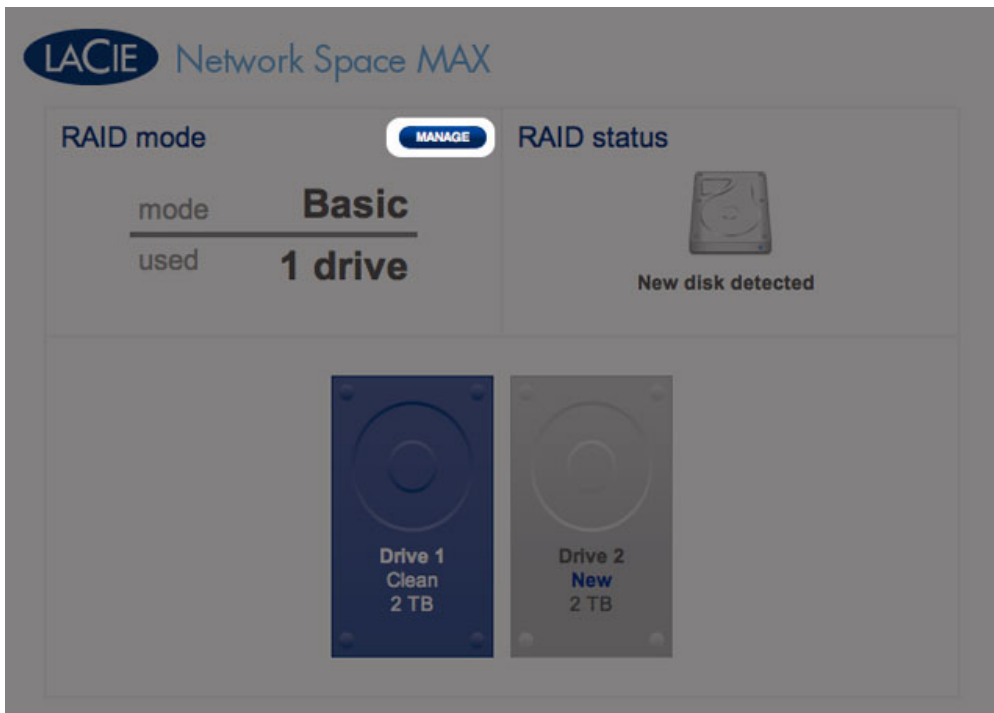 LACIE Network Space MAX
RAID mode
MANAGE
mode Basic
used 1 drive
RAID status
New disk detected
Drive 1
Clean
2 TB
Drive 2
New
2 TB